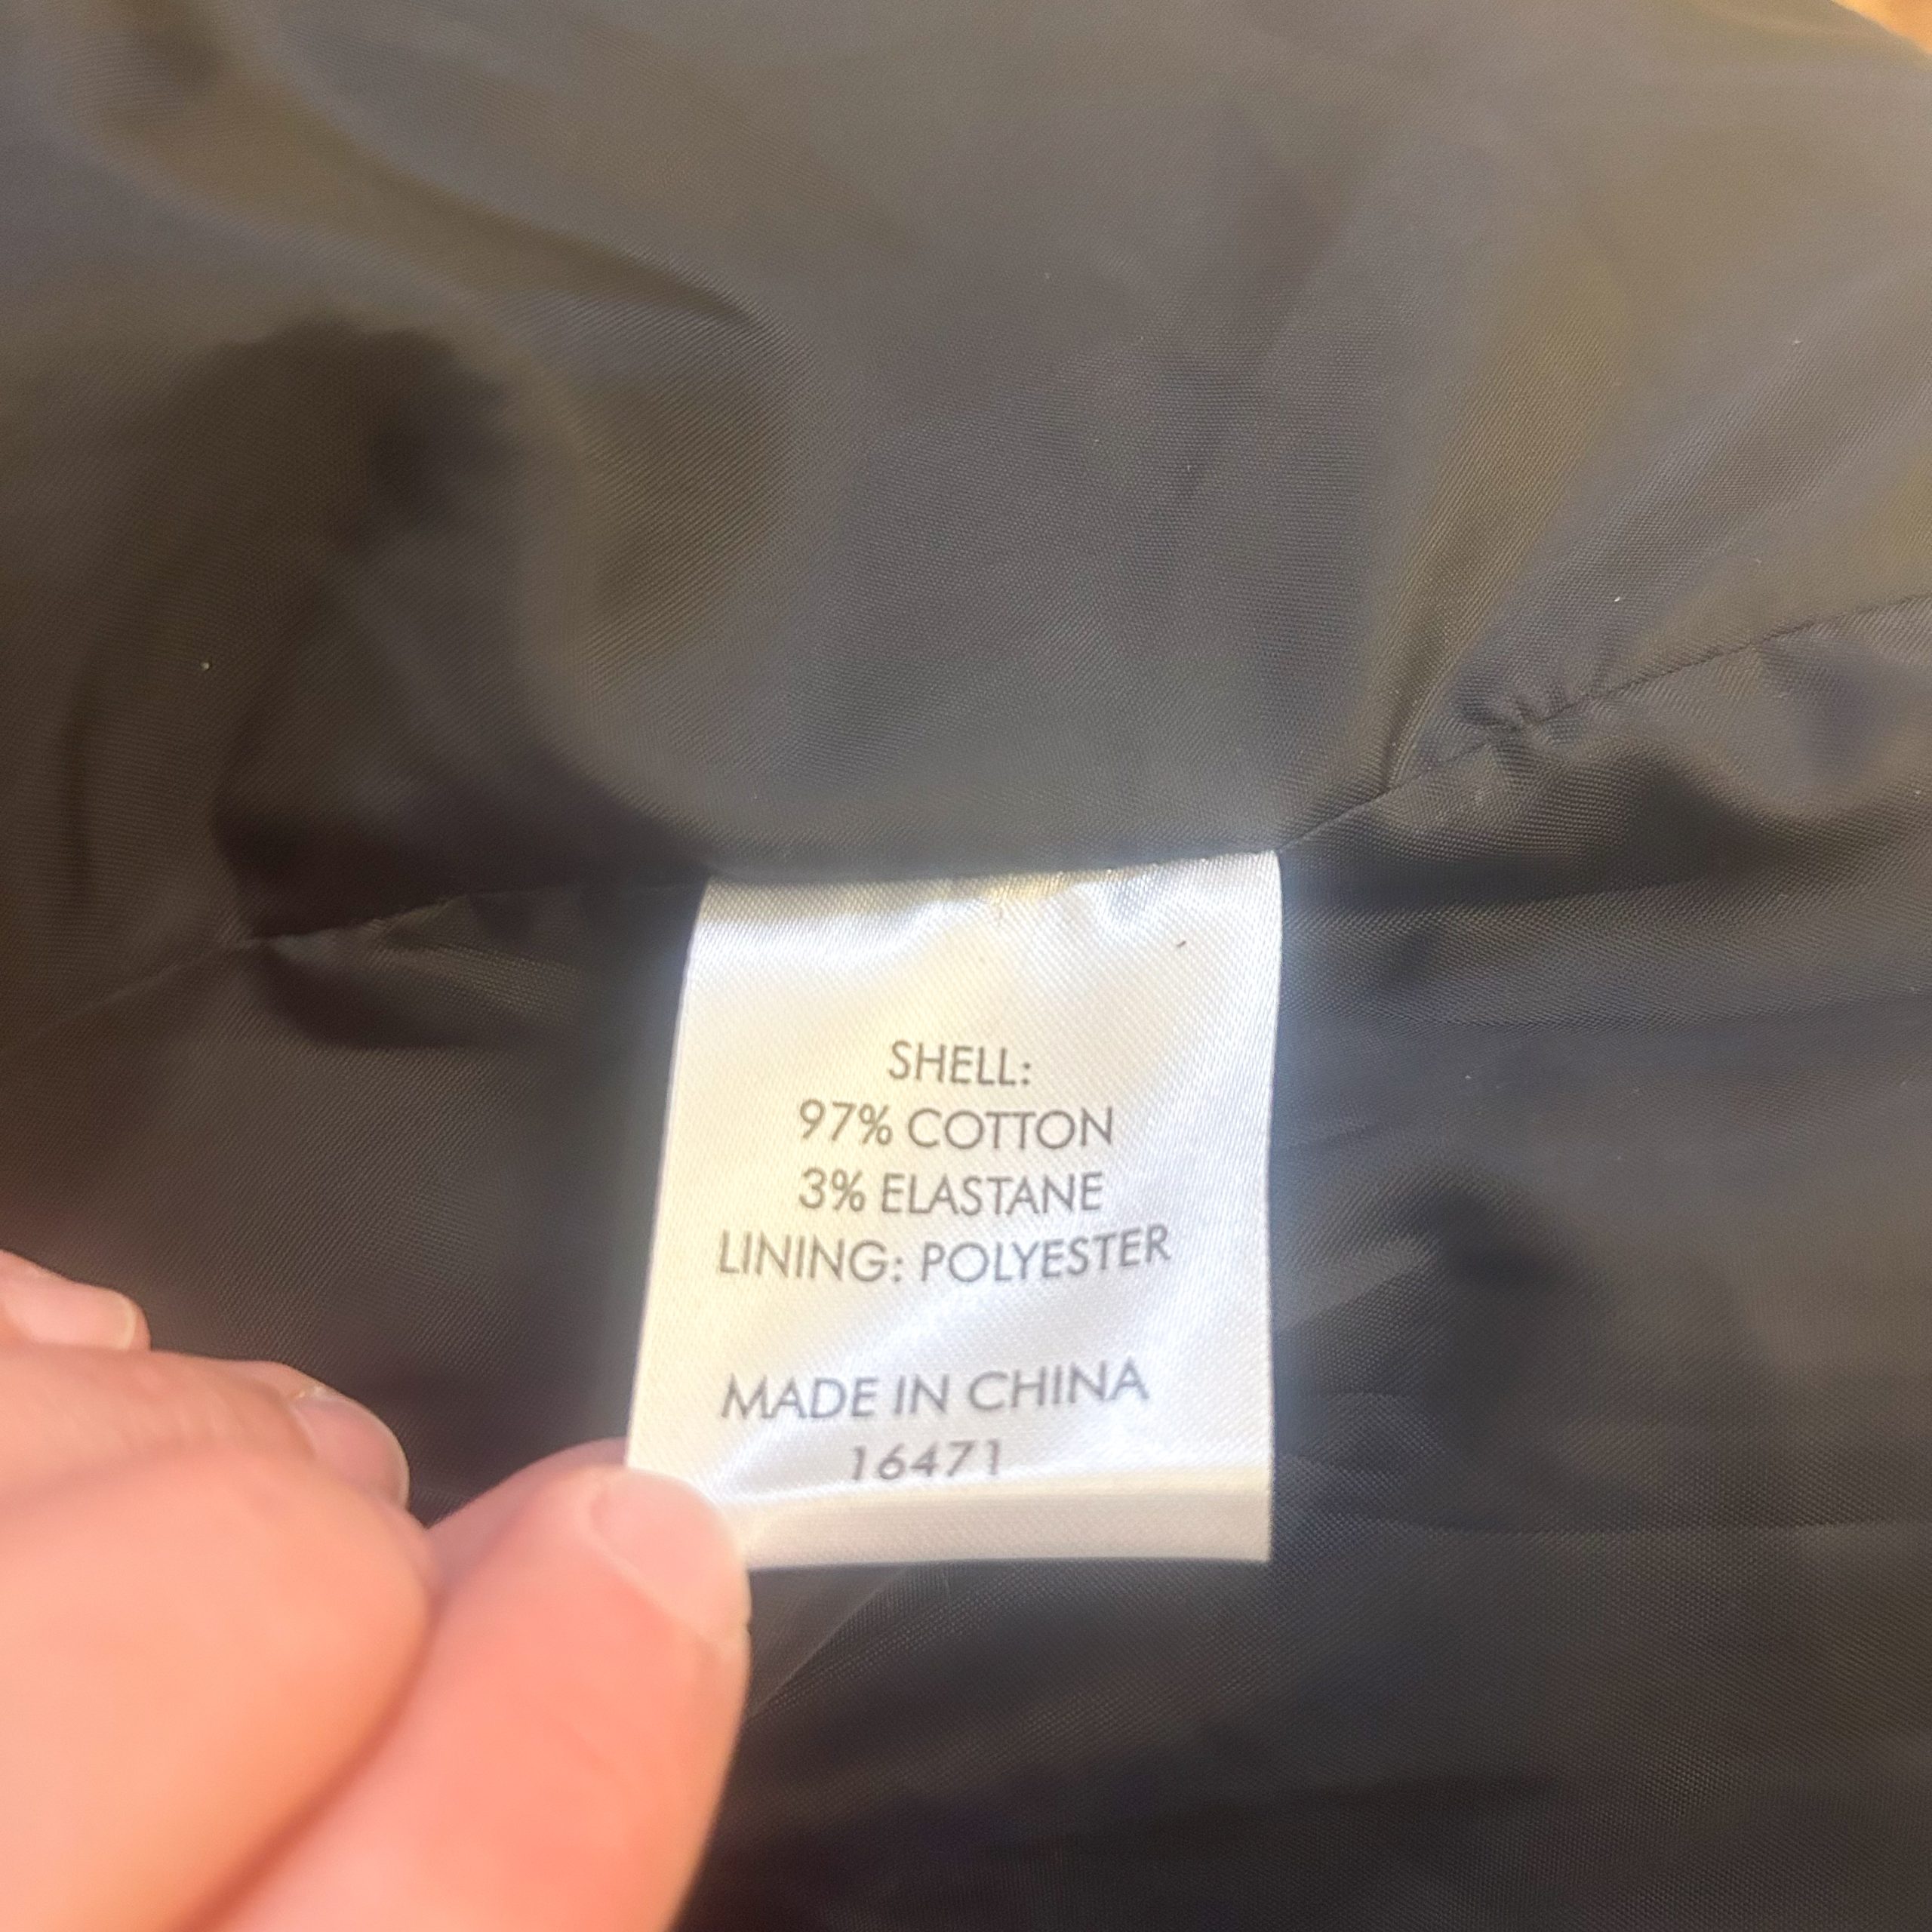 SHELL:
97% COTTON
3% ELASTANE
LINING: POLYESTER
MADE IN CHINA
16471